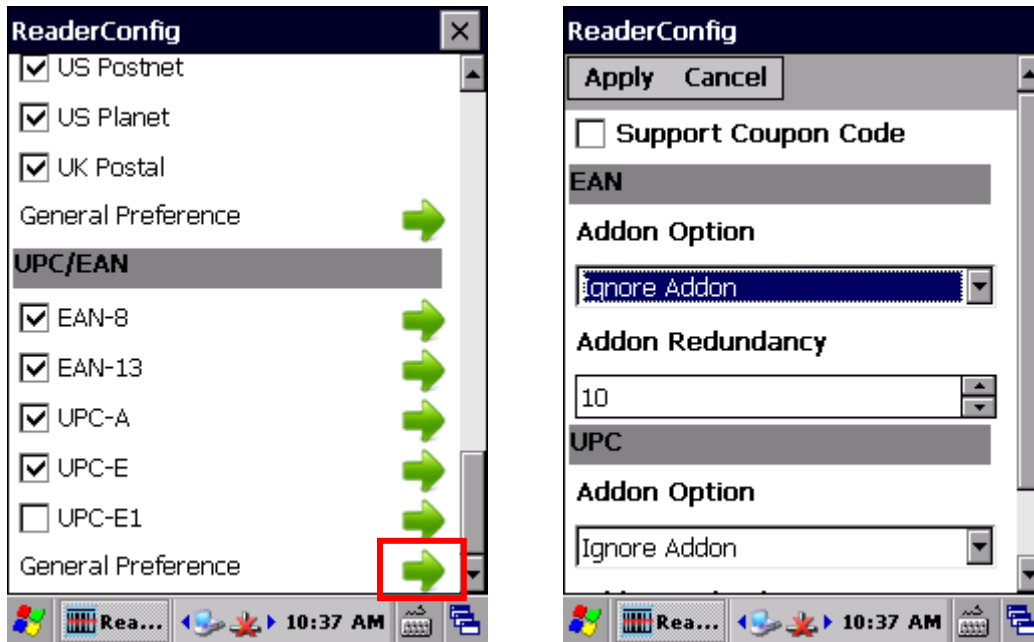 ReaderConfig
US Postnet
US Planet
UK Postal
General Preference
UPC/EAN
EAN-8
EAN-13
UPC-A
UPC-E
UPC-E1
General Preference
Rea... 10:37 AM
ReaderConfig
Apply Cancel
Support Coupon Code
EAN
Addon Option
Ignore Addon
Addon Redundancy
10
UPC
Addon Option
Ignore Addon
Rea... 10:37 AM